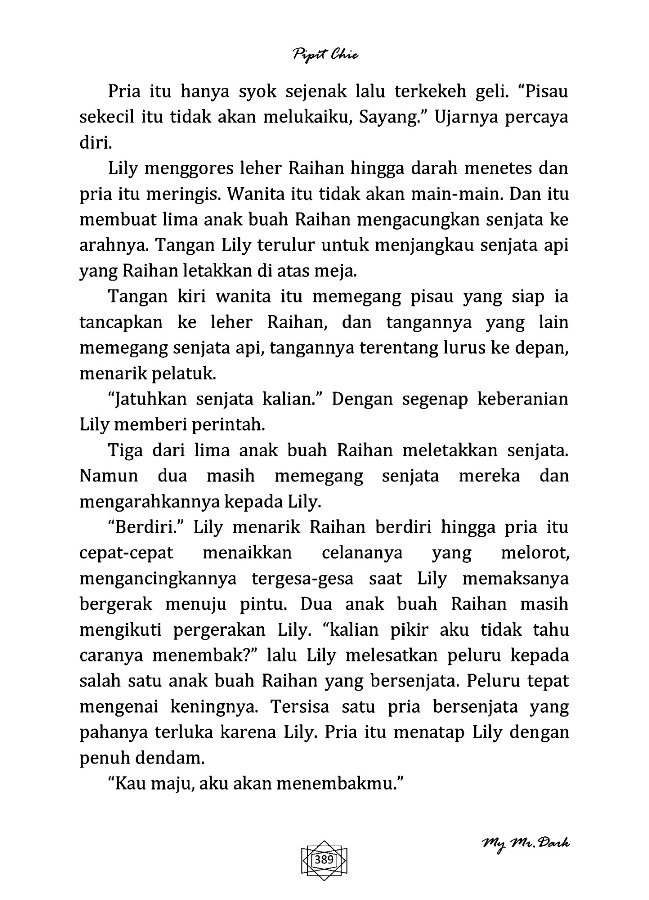 Pipit Chie
Pria itu hanya syok sejenak lalu terkekeh geli. “Pisau
sekecil itu tidak akan melukaiku, Sayang.” Ujarnya percaya
diri.
Lily menggores leher Raihan hingga darah menetes dan
pria itu meringis. Wanita itu tidak akan main-main. Dan itu
membuat lima anak buah Raihan mengacungkan senjata ke
arahnya. Tangan Lily terulur untuk menjangkau senjata api
yang Raihan letakkan di atas meja.
Tangan kiri wanita itu memegang pisau yang siap ia
tancapkan ke leher Raihan, dan tangannya yang lain
memegang senjata api, tangannya terentang lurus ke depan,
menarik pelatuk.
“Jatuhkan senjata kalian.” Dengan segenap keberanian
Lily memberi perintah.
Tiga dari lima anak buah Raihan meletakkan senjata.
Namun dua masih memegang senjata mereka dan
mengarahkannya kepada Lily.
“Berdiri.” Lily menarik Raihan berdiri hingga pria itu
cepat-cepat menaikkan celananya yang melorot,
mengancingkannya tergesa-gesa saat Lily memaksanya
bergerak menuju pintu. Dua anak buah Raihan masih
mengikuti pergerakan Lily. “kalian pikir aku tidak tahu
caranya menembak?” lalu Lily melesatkan peluru kepada
salah satu anak buah Raihan yang bersenjata. Peluru tepat
mengenai keningnya. Tersisa satu pria bersenjata yang
pahanya terluka karena Lily. Pria itu menatap Lily dengan
penuh dendam.
“Kau maju, aku akan menembakmu.”
My Mr. Dark
389